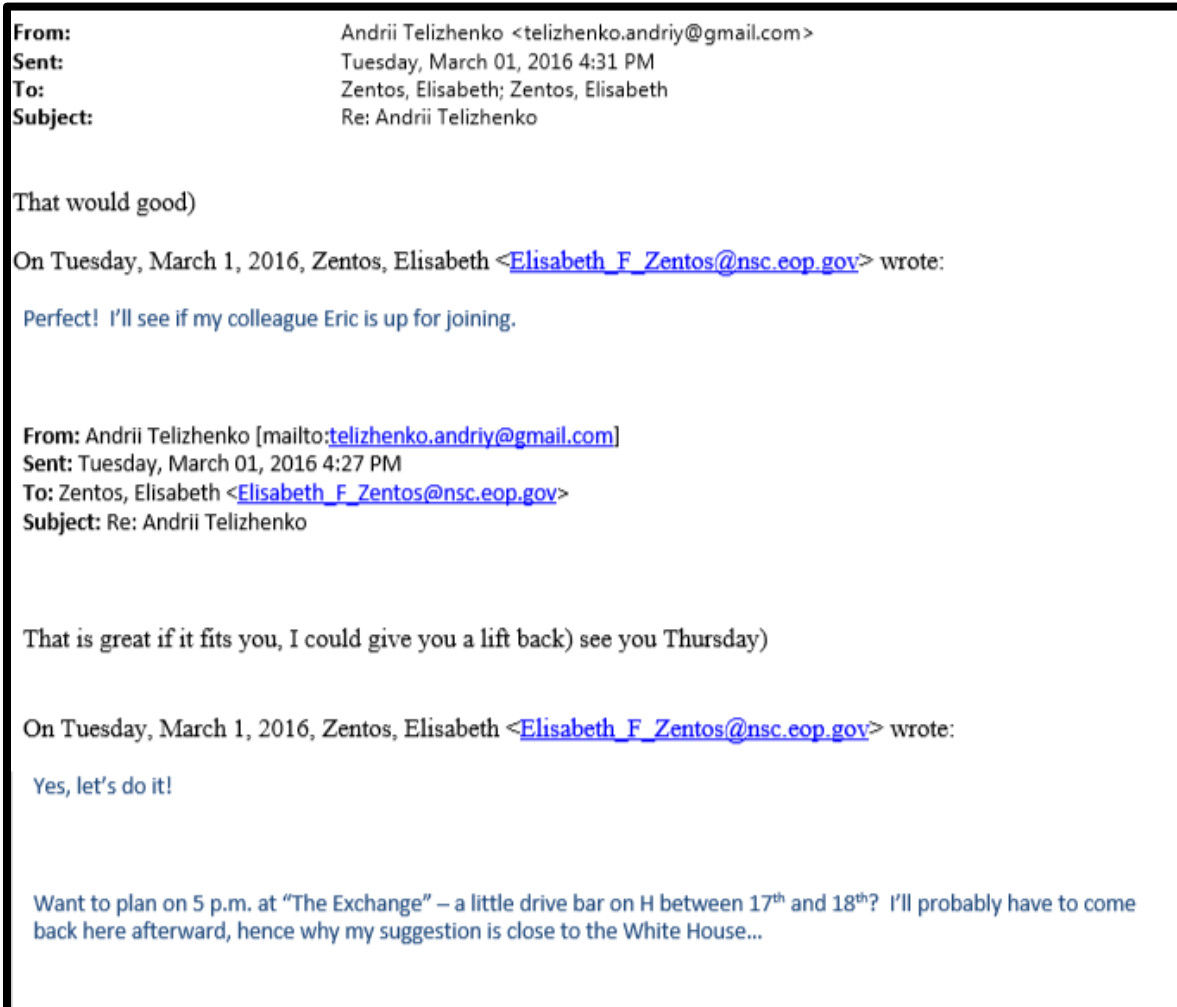 From: Andrii Telizhenko <telizhenko.andriy@gmail.com>
Sent: Tuesday, March 01, 2016 4:31 PM
To: Zentos, Elisabeth; Zentos, Elisabeth
Subject: Re: Andrii Telizhenko
That would good)
On Tuesday, March 1, 2016, Zentos, Elisabeth <Elisabeth_F_Zentos@nsc.eop.gov> wrote:
Perfect!  I'll see if my colleague Eric is up for joining.
From: Andrii Telizhenko [mailto:telizhenko.andriy@gmail.com]
Sent: Tuesday, March 01, 2016 4:27 PM
To: Zentos, Elisabeth <Elisabeth_F_Zentos@nsc.eop.gov>
Subject: Re: Andrii Telizhenko
That is great if it fits you, I could give you a lift back) see you Thursday)
On Tuesday, March 1, 2016, Zentos, Elisabeth <Elisabeth_F_Zentos@nsc.eop.gov> wrote:
Yes, let's do it!
Want to plan on 5 p.m. at "The Exchange" – a little drive bar on H between 17th and 18th?  I'll probably have to come
back here afterward, hence why my suggestion is close to the White House...